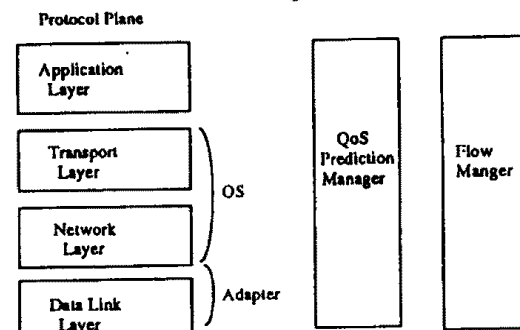 Protocol Plane
Application
Layer
Transport
Layer
OS
Network
Layer
Adapter
Data Link
Layer
QoS
Prediction
Manager
Flow
Manger